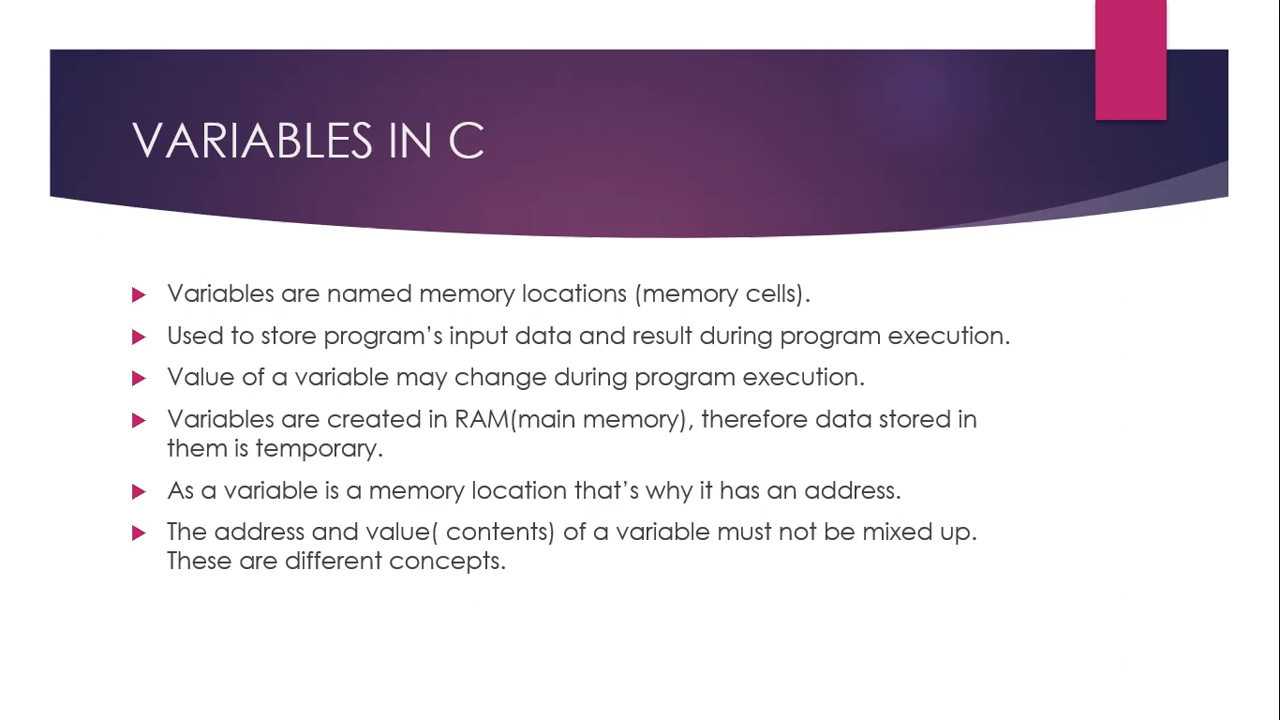 VARIABLES IN C
Variables are named memory locations (memory cells).
Used to store program’s input data and result during program execution.
Value of a variable may change during program execution.
Variables are created in RAM(main memory), therefore data stored in
them is temporary.
As a variable is a memory location that’s why it has an address.
The address and value( contents) of a variable must not be mixed up.
These are different concepts.